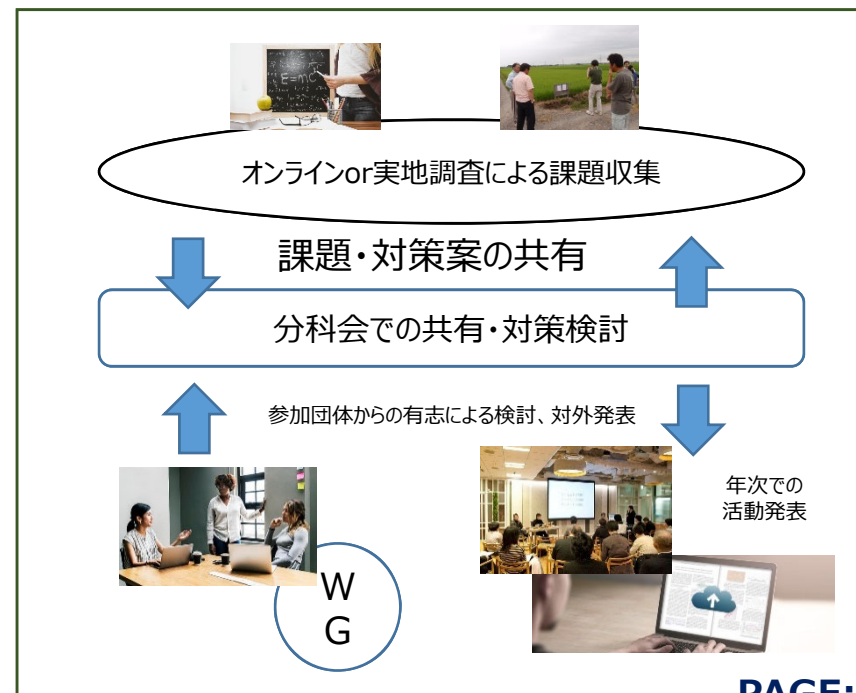 E=mc²
オンラインor実地調査による課題収集
課題・対策案の共有
分科会での共有・対策検討
参加団体からの有志による検討、対外発表
年次での
活動発表
W
G
PAGE: